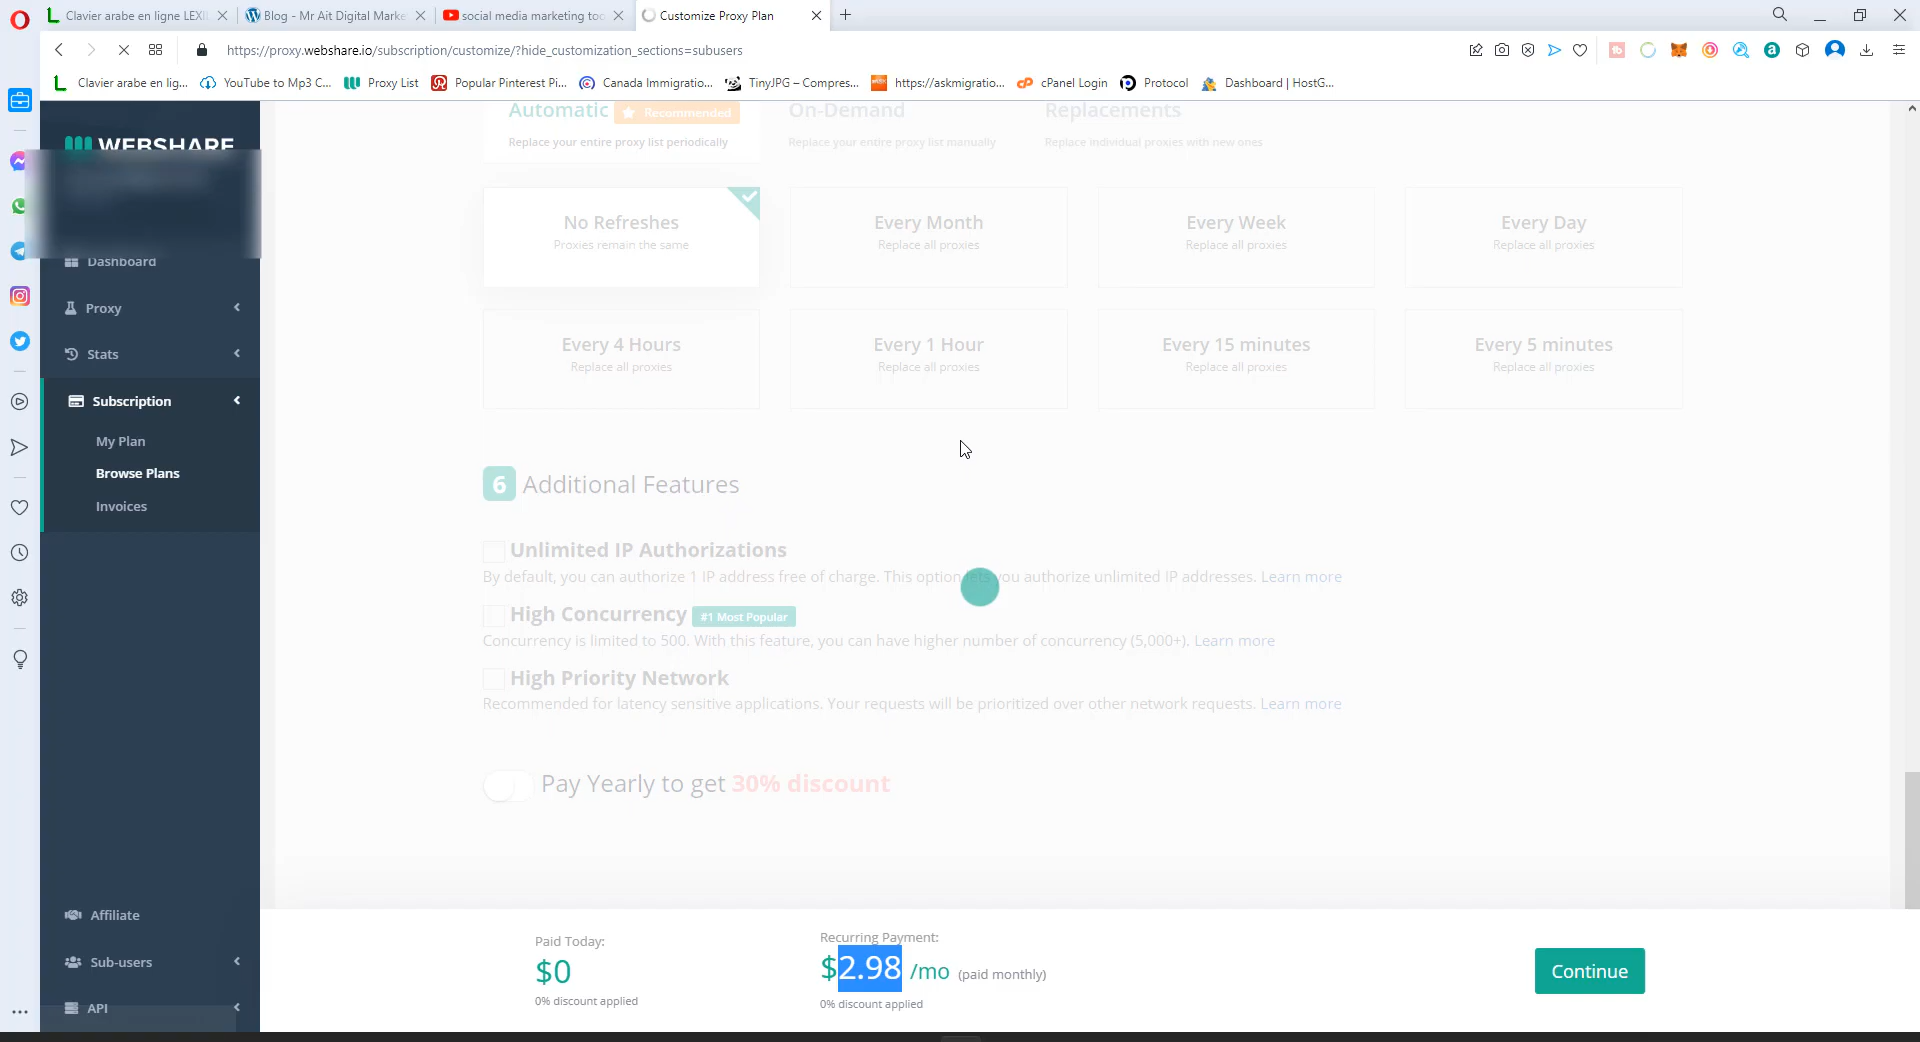 Clavier arabe en ligne LEXI
Blog - Mr Ait Digital Marke
social media marketing too
Customize Proxy Plan
https://proxy.webshare.io/subscription/customize/?hide_customization_sections=subusers
Clavier arabe en lig...
YouTube to Mp3 C...
Proxy List
Popular Pinterest Pi...
Canada Immigratio...
TinyJPG – Compres...
https://askmigratio...
cPanel Login
Protocol
Dashboard | HostG...
WEBSHARE
Dashboard
Proxy
Stats
Subscription
My Plan
Browse Plans
Invoices
Affiliate
Sub-users
API
Automatic
Recommended
On-Demand
Replacements
Replace your entire proxy list periodically
Replace your entire proxy list manually
Replace individual proxies with new ones
No Refreshes
Proxies remain the same
Every Month
Replace all proxies
Every Week
Replace all proxies
Every Day
Replace all proxies
Every 4 Hours
Replace all proxies
Every 1 Hour
Replace all proxies
Every 15 minutes
Replace all proxies
Every 5 minutes
Replace all proxies
6 Additional Features
Unlimited IP Authorizations
By default, you can authorize 1 IP address free of charge. This option lets you authorize unlimited IP addresses. Learn more
High Concurrency #1 Most Popular
Concurrency is limited to 500. With this feature, you can have higher number of concurrency (5,000+). Learn more
High Priority Network
Recommended for latency sensitive applications. Your requests will be prioritized over other network requests. Learn more
Pay Yearly to get 30% discount
Paid Today:
$0
0% discount applied
Recurring Payment:
$2.98 /mo (paid monthly)
0% discount applied
Continue